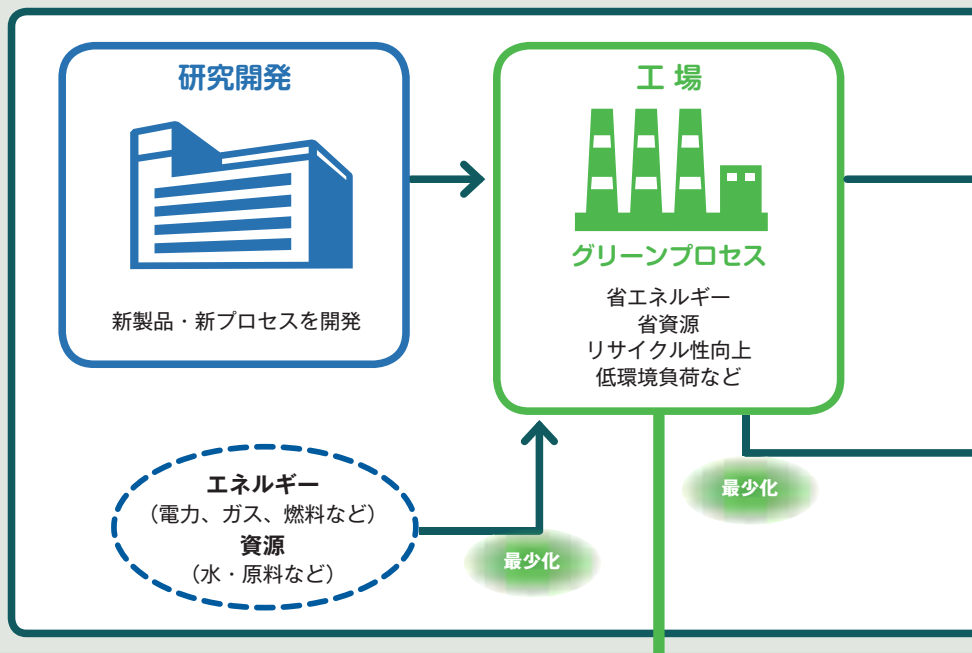 研究開発
新製品・新プロセスを開発
工場
グリーンプロセス
省エネルギー
省資源
リサイクル性向上
低環境負荷など
エネルギー
（電力、ガス、燃料など）
資源
（水・原料など）
最少化
最少化